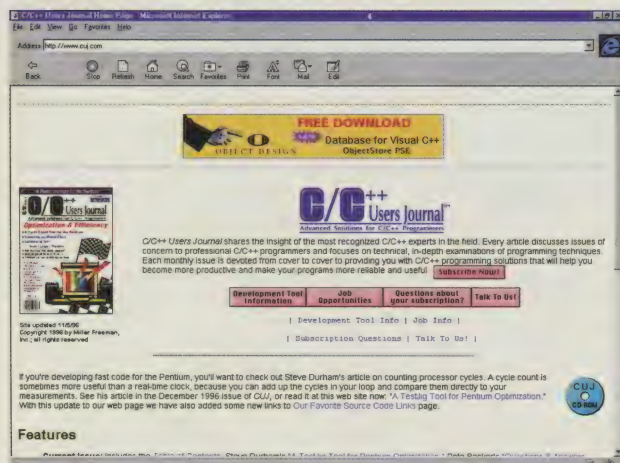 C/C++ Users Journal Home Page - Microsoft Internet Explorer
File Edit View Go Favorites Help
Address http://www.cuj.com
Back Stop Refresh Home Search Favorites Print Font Mail Edit
FREE DOWNLOAD
Database for Visual C++
OBJECT DESIGN
ObjectStore PSE
C/C++
Users Journal
Advanced Solutions for C/C++ Programmers
C/C++
Users Journal
Optimization & Efficiency
C/C++ Users Journal shares the insight of the most recognized C/C++ experts in the field. Every article discusses issues of
concern to professional C/C++ programmers and focuses on technical, in-depth examinations of programming techniques.
Each monthly issue is devoted from cover to cover to providing you with C/C++ programming solutions that will help you
become more productive and make your programs more reliable and useful Subscribe Now!
Development Tool Information
Job Opportunities
Questions about your subscription?
Talk To Us!
| Development Tool Info | Job Info |
| Subscription Questions | Talk To Us! |
Site updated 11/5/96
Copyright 1996 by Miller Freeman,
Inc.; all rights reserved
If you're developing fast code for the Pentium, you'll want to check out Steve Durham's article on counting processor cycles. A cycle count is
sometimes more useful than a real-time clock, because you can add up the cycles in your loop and compare them directly to your
measurements. See his article in the December 1996 issue of CUJ, or read it at this web site now: "A Testing Tool for Pentium Optimization."
With this update to our web page we have also added some new links to Our Favorite Source Code Links page.
CUJ
CD-ROM
Features